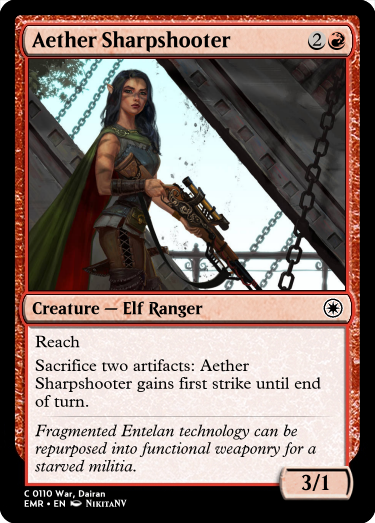 Aether Sharpshooter 2
Creature — Elf Ranger
Reach
Sacrifice two artifacts: Aether
Sharpshooter gains first strike until end
of turn.
Fragmented Entelan technology can be
repurposed into functional weaponry for a
starved militia.
3/1
C 0110 War, Dairan
EMR • EN NikitaNV